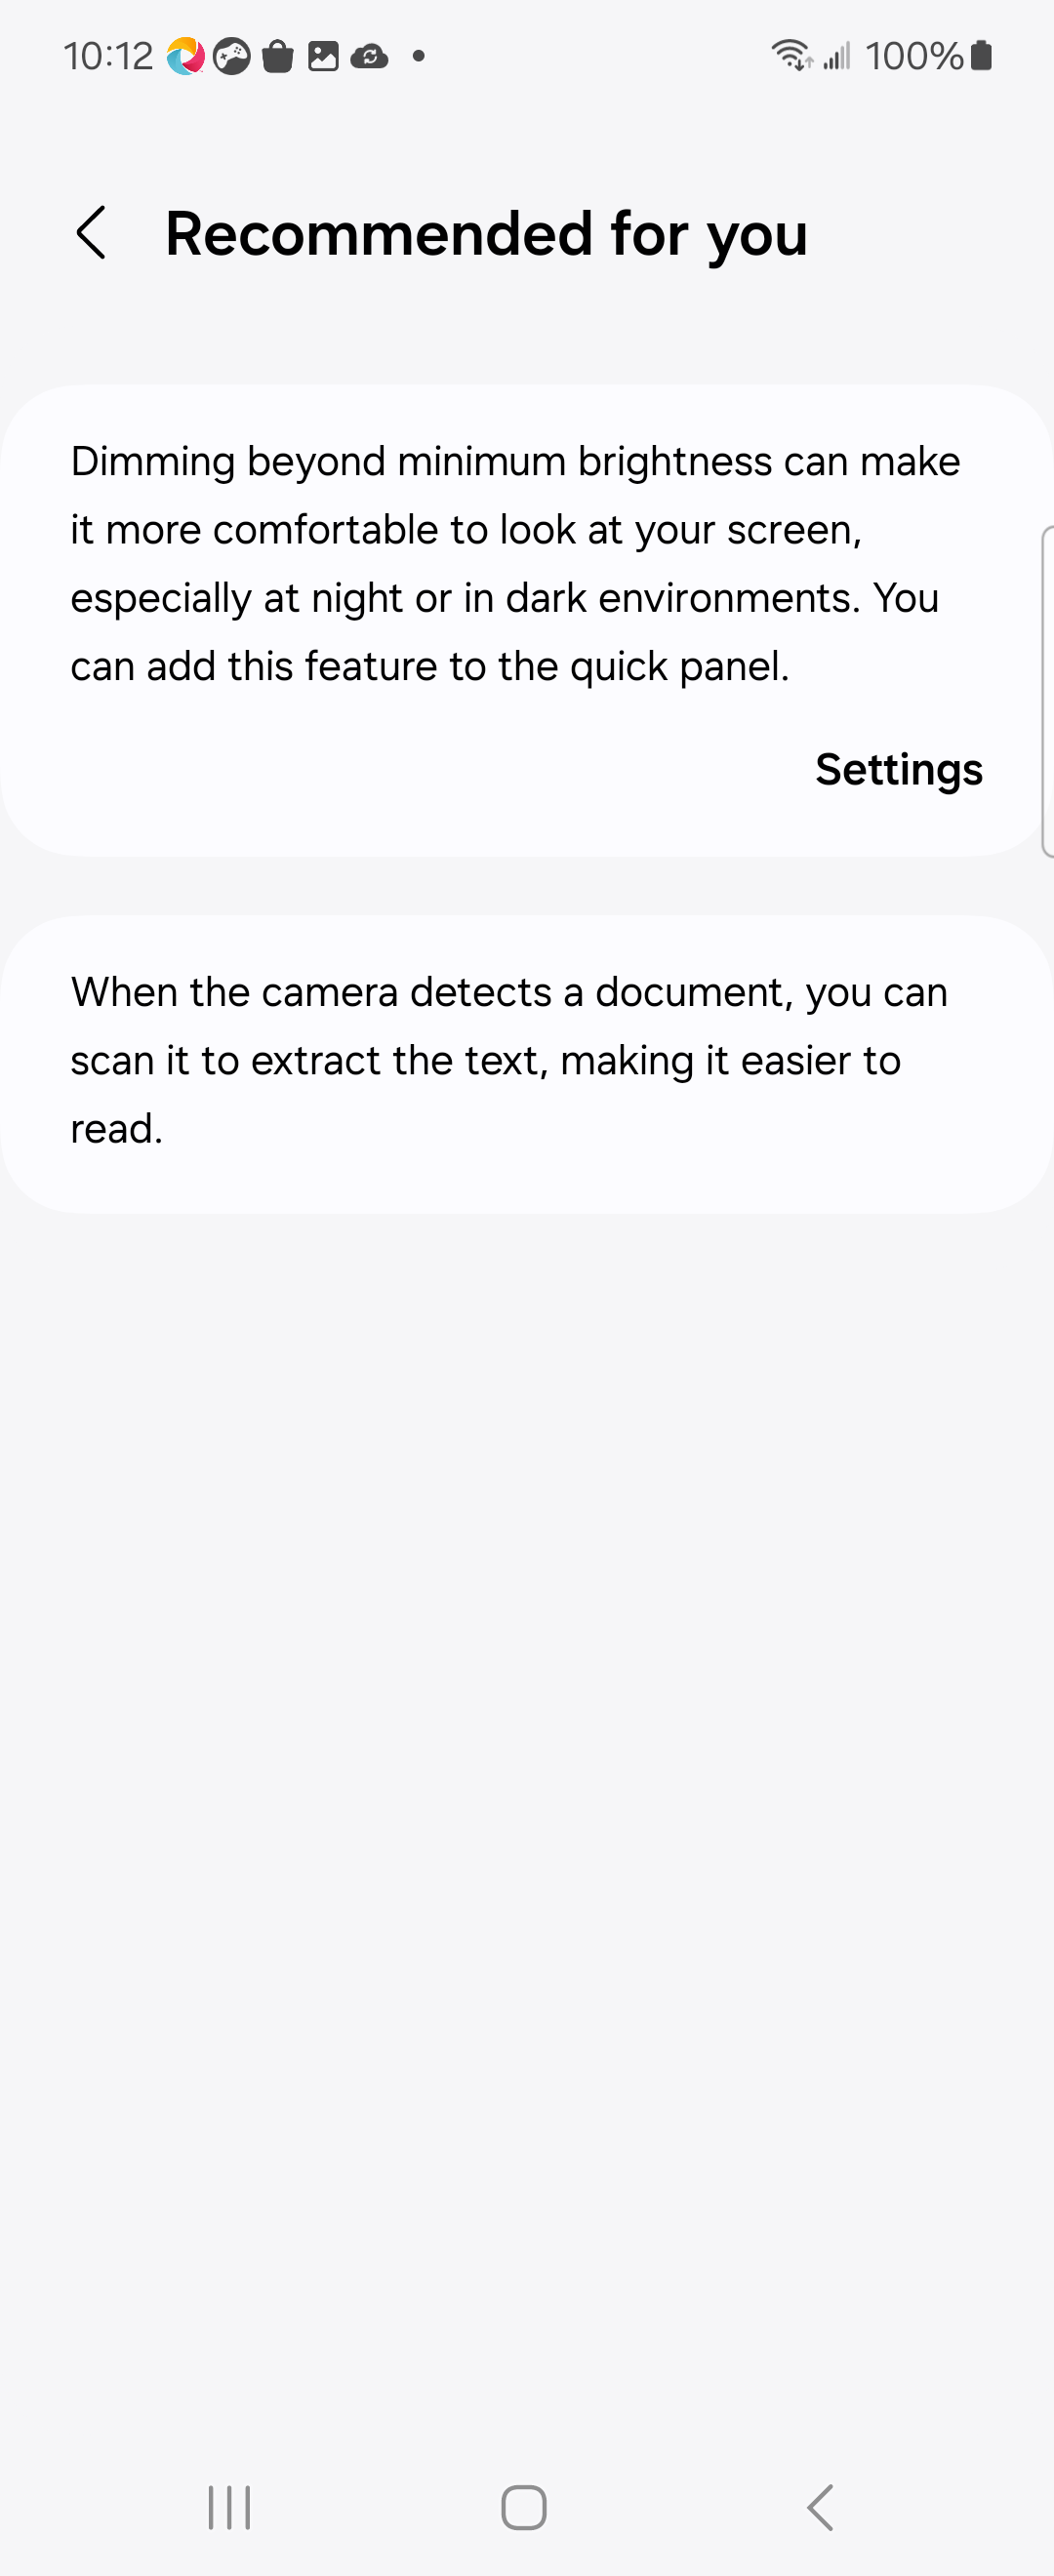 10:12
100%
Recommended for you
Dimming beyond minimum brightness can make
it more comfortable to look at your screen,
especially at night or in dark environments. You
can add this feature to the quick panel.
Settings
When the camera detects a document, you can
scan it to extract the text, making it easier to
read.